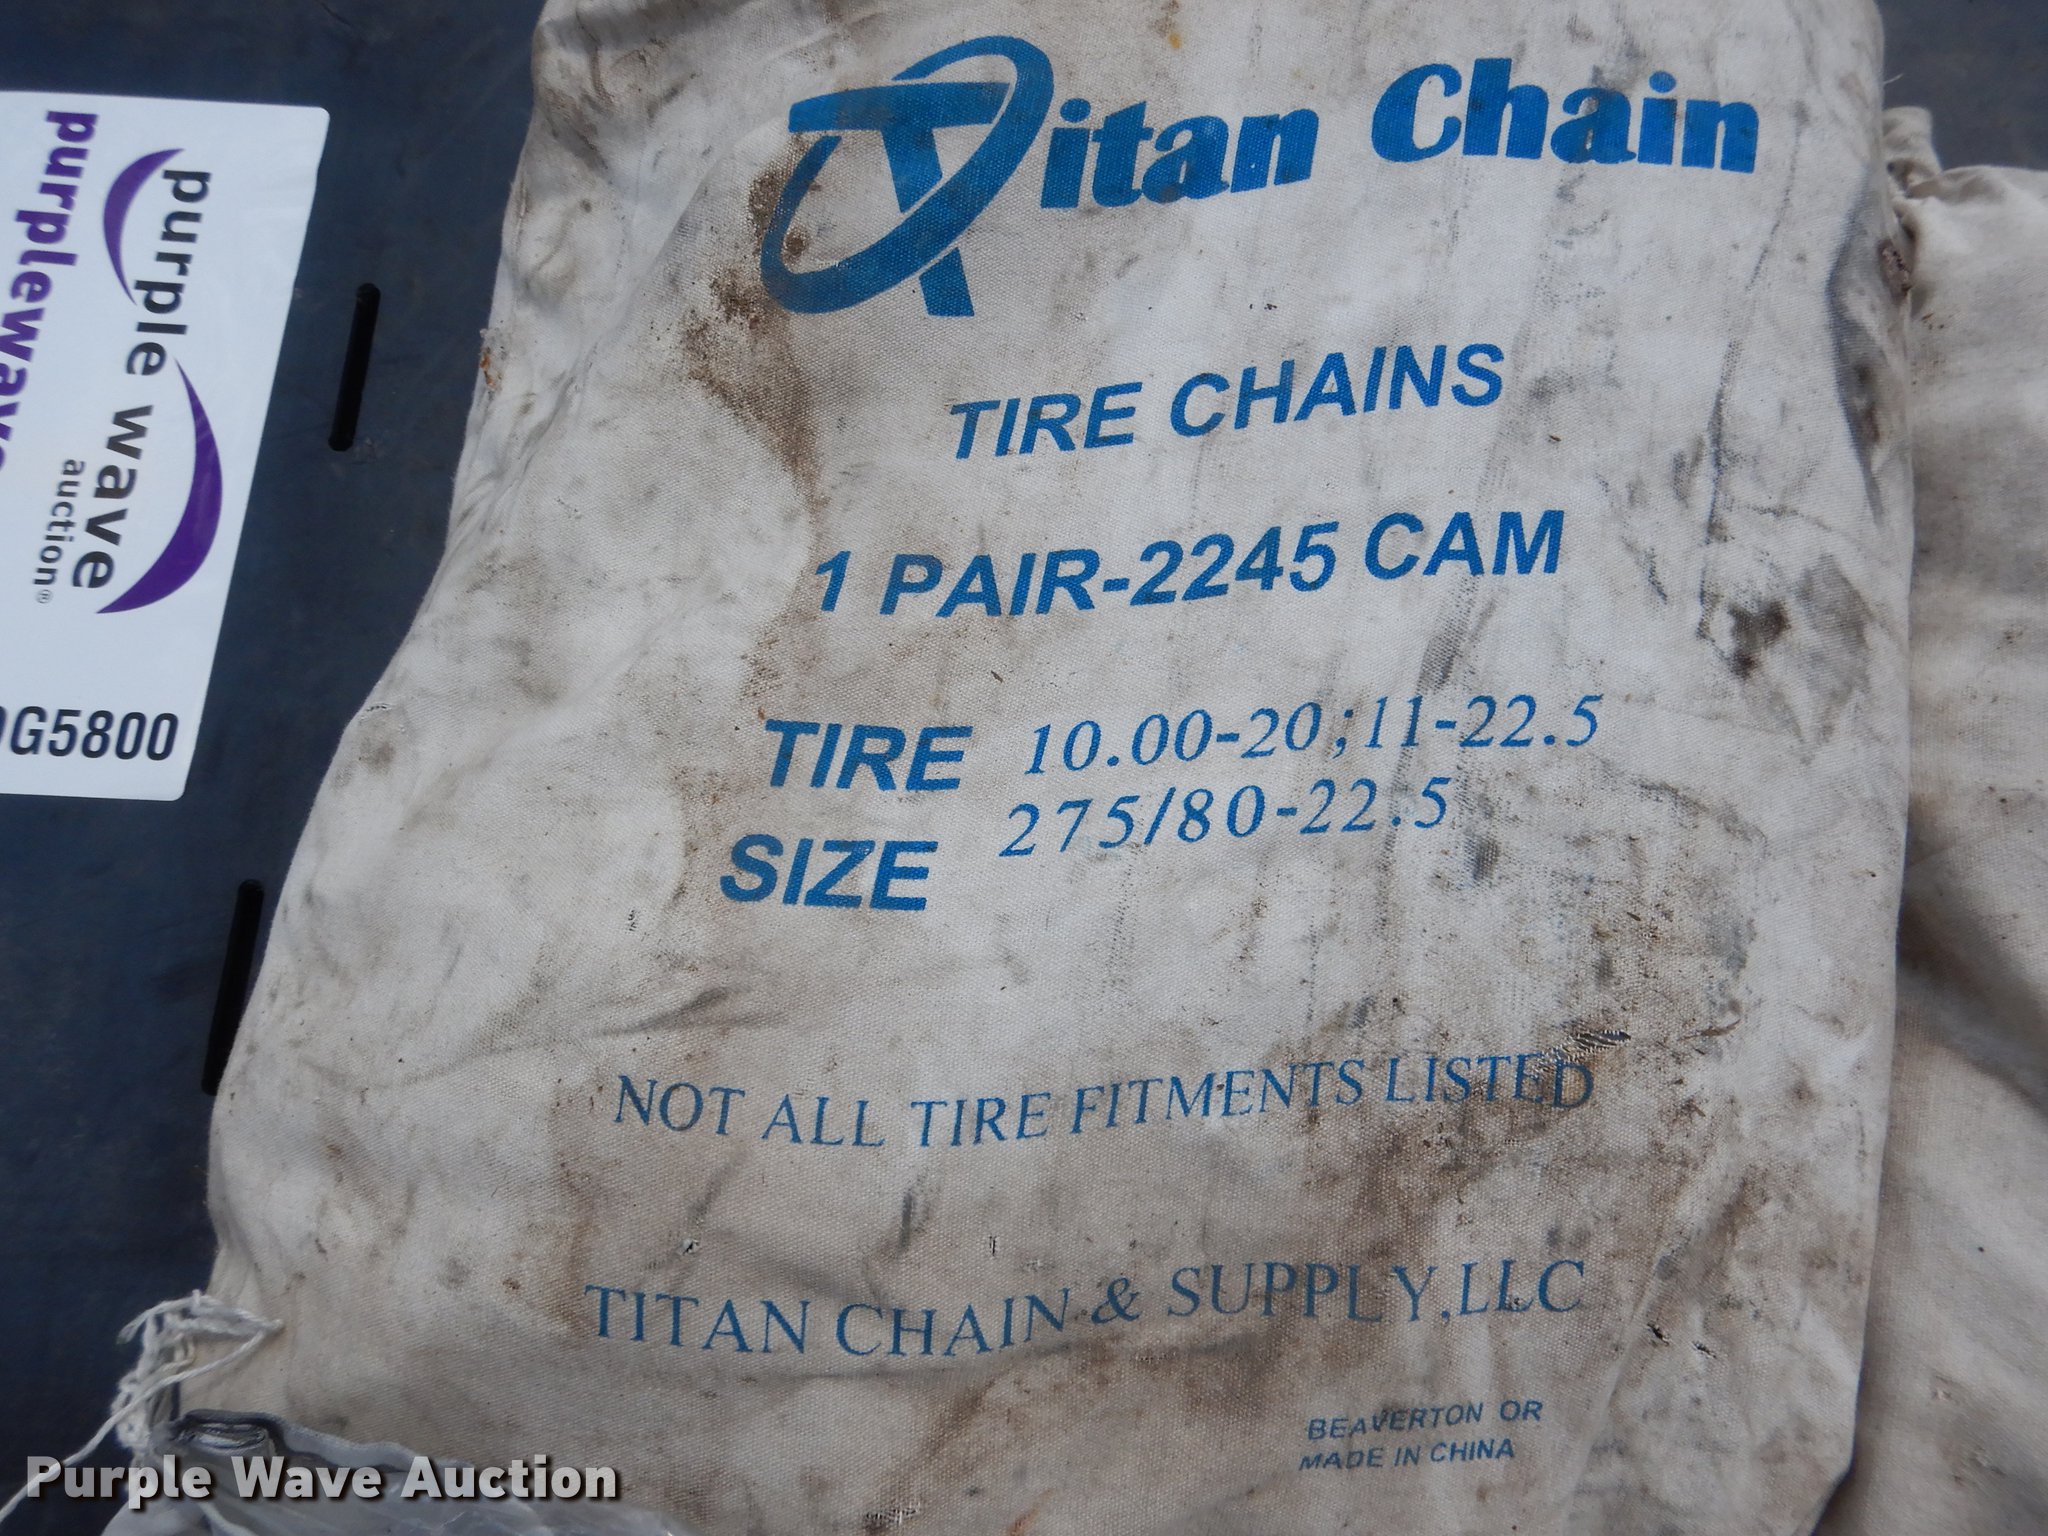 Titan Chain
TIRE CHAINS
1 PAIR-2245 CAM
TIRE SIZE
10.00-20;11-22.5
275/80-22.5
NOT ALL TIRE FITMENTS LISTED
TITAN CHAIN & SUPPLY,LLC
BEAVERTON OR
MADE IN CHINA
purple wave
auction®
G5800
Purple Wave Auction